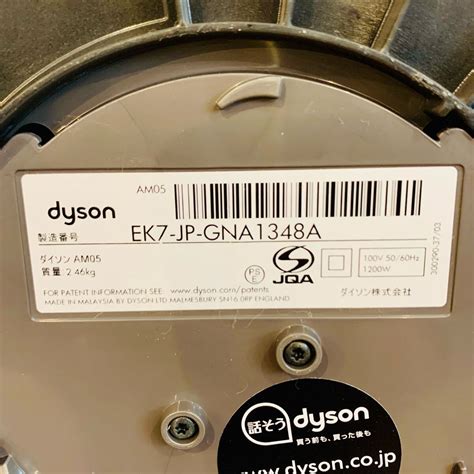 AM05
dyson
製造番号
EK7-JP-GNA1348A
ダイソン AM05
質量：2.46kg
PS
E
JQA
100V 50/60Hz
1200W
FOR PATENT INFORMATION SEE: www.dyson/patents
MADE IN MALAYSIA BY DYSON LTD MALMESBURY SN16 0RP ENGLAND
ダイソン株式会社
300290-37/03
話そう
dyson
買う前も、買った後も
www.dyson.co.jp